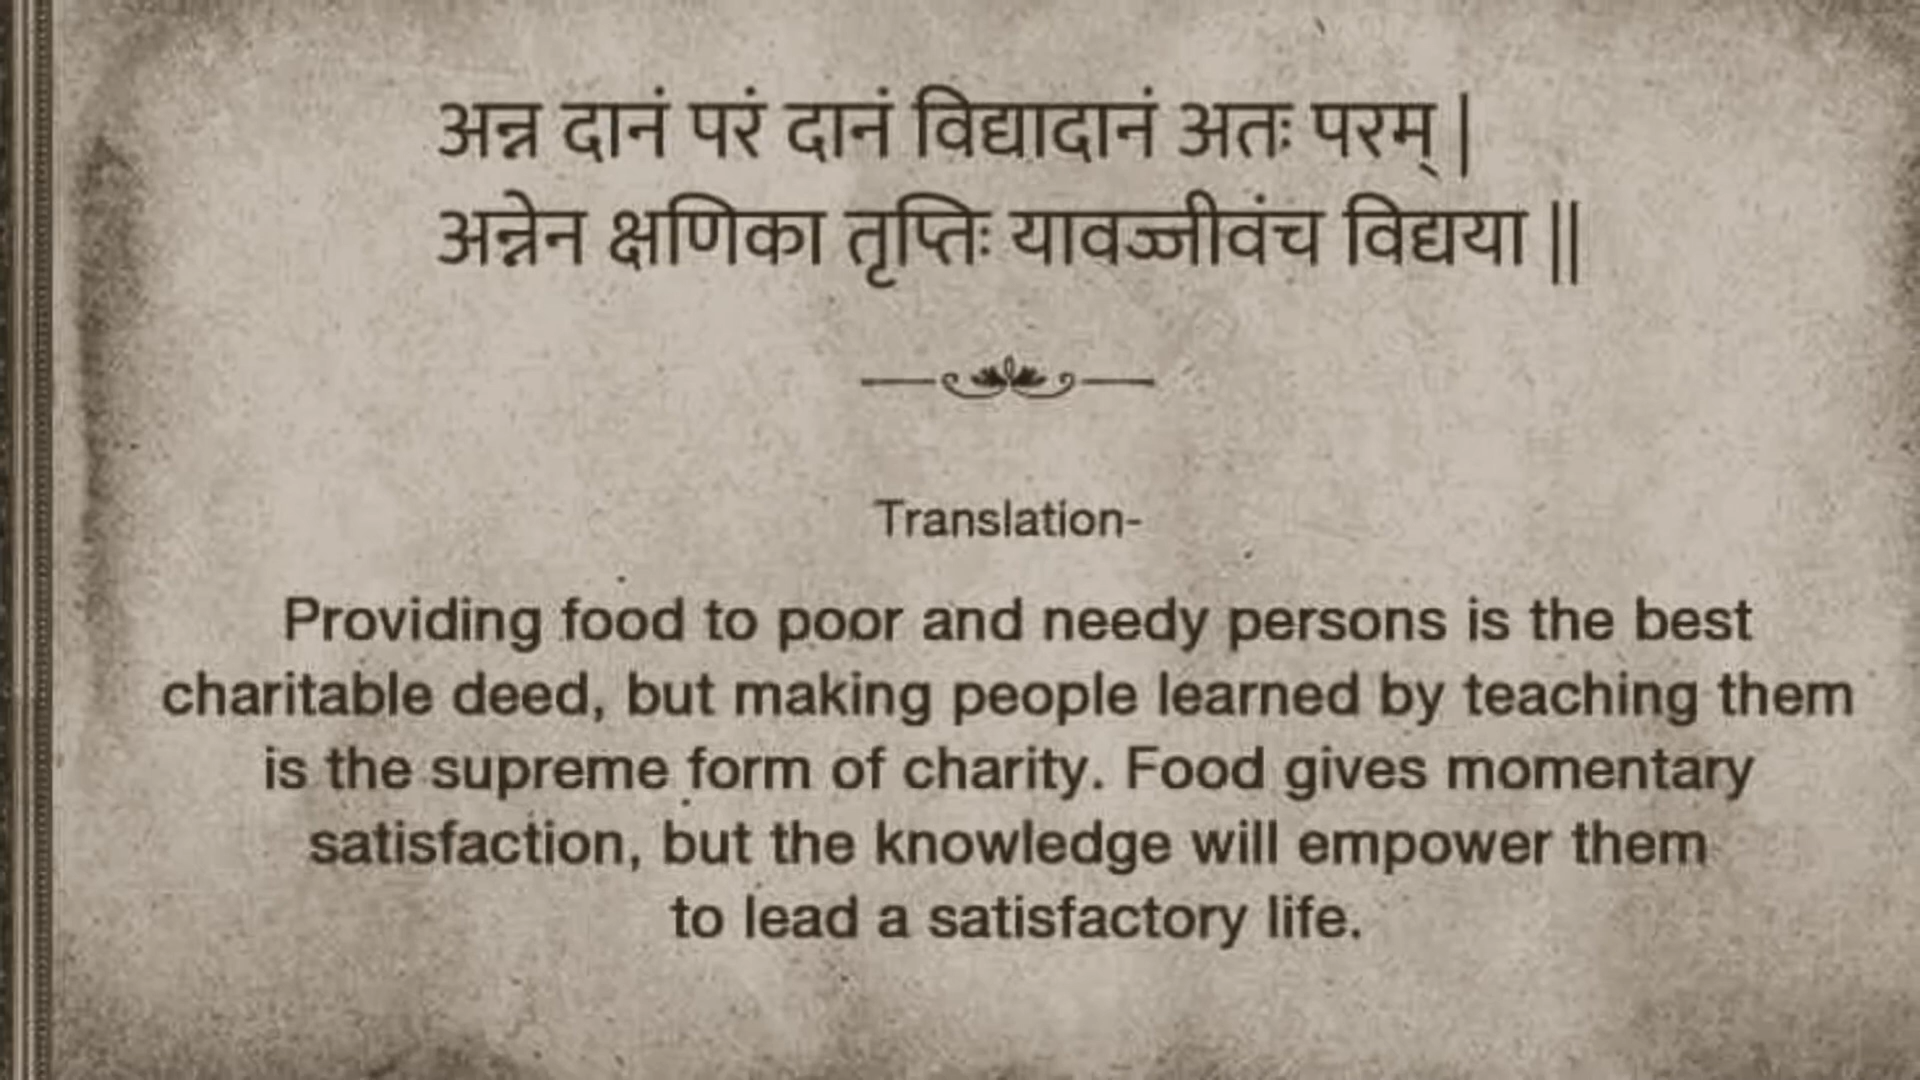 अन्न दानं परं दानं विद्यादानं अतः परम् |
अन्नेन क्षणिका तृप्तिः यावज्जीवंच विद्यया ||
Translation-
Providing food to poor and needy persons is the best
charitable deed, but making people learned by teaching them
is the supreme form of charity. Food gives momentary
satisfaction, but the knowledge will empower them
to lead a satisfactory life.